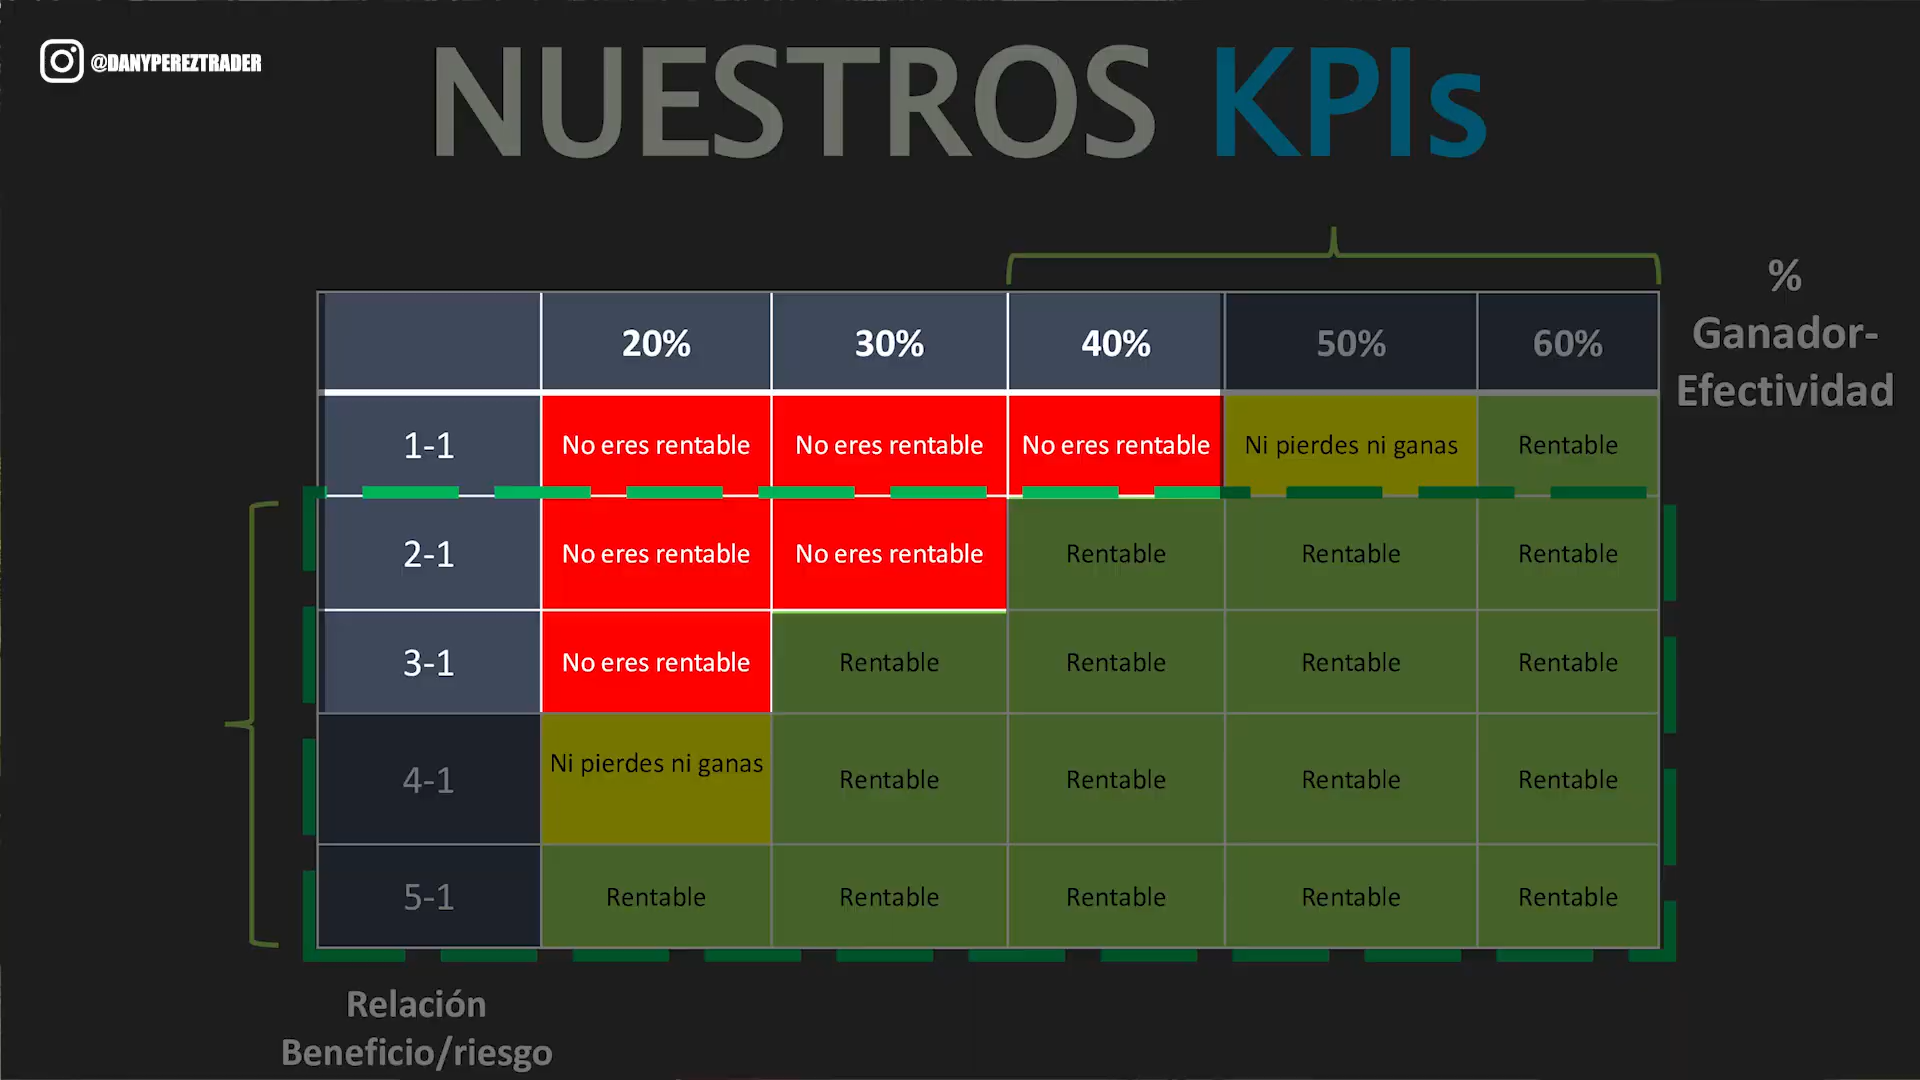 @DANYPEREZTRADER
NUESTROS KPIs
%
Ganador-
Efectividad
20% 30% 40% 50% 60%
1-1 No eres rentable No eres rentable No eres rentable Ni pierdes ni ganas Rentable
2-1 No eres rentable No eres rentable Rentable Rentable Rentable
3-1 No eres rentable Rentable Rentable Rentable Rentable
4-1 Ni pierdes ni ganas Rentable Rentable Rentable Rentable
5-1 Rentable Rentable Rentable Rentable Rentable
Relación
Beneficio/riesgo